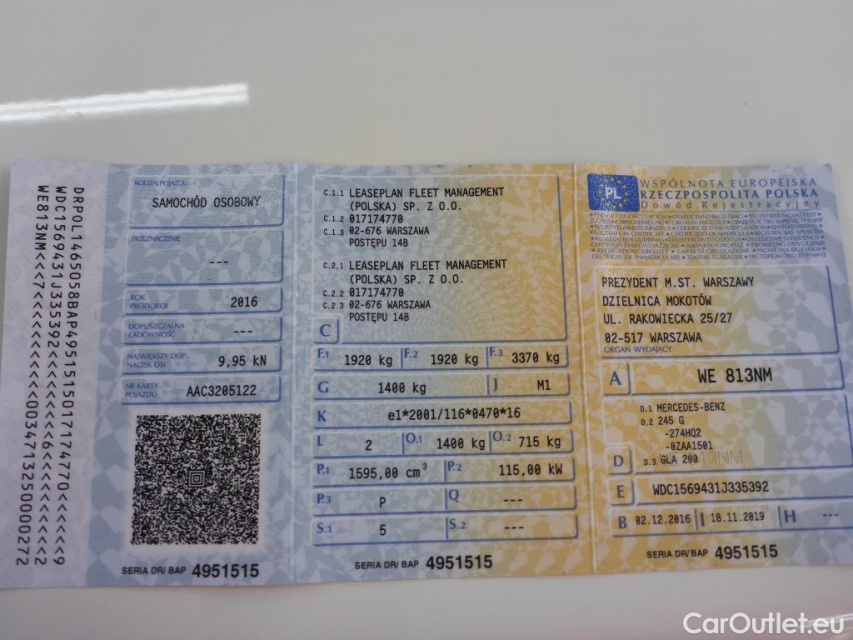 DRPOL1465058BAP4951515017174770<<<<<9
WDC1569431J335392<<<<<<<<<<<<<<
WE813NM<<<7<<<<<
RODZAJ POJAZDU
SAMOCHÓD OSOBOWY
PRZEZNACZENIE
---
ROK PRODUKCJI
2016
DOPUSZCZALNA ŁADOWNOŚĆ
---
NAJWIĘKSZY DOP. NACISK OSI
9,95 kN
NR KARTY POJAZDU
AAC3205122
SERIA DR/BAP 4951515
C.1.1 LEASEPLAN FLEET MANAGEMENT
(POLSKA) SP. Z O.O.
C.1.2 017174770
C.1.3 02-676 WARSZAWA
POSTĘPU 14B
C.2.1 LEASEPLAN FLEET MANAGEMENT
(POLSKA) SP. Z O.O.
C.2.2 017174770
C.2.3 02-676 WARSZAWA
POSTĘPU 14B
C
F.1 1920 kg F.2 1920 kg F.3 3370 kg
G 1400 kg J M1
K e1*2001/116*0470*16
L 2 O.1 1400 kg O.2 715 kg
P.1 1595,00 cm³ P.2 115,00 kW
P.3 P Q ---
S.1 5 S.2 ---
SERIA DR/BAP 4951515
PL
WSPÓLNOTA EUROPEJSKA
RZECZPOSPOLITA POLSKA
Dowód Rejestracyjny
PREZYDENT M.ST. WARSZAWY
DZIELNICA MOKOTÓW
UL. RAKOWIECKA 25/27
02-517 WARSZAWA
ORGAN WYDAJĄCY
A WE 813NM
D.1 MERCEDES-BENZ
D.2 245 G
-274HQ2
-0ZAA1501
D D.3 GLA 200
E WDC1569431J335392
B 02.12.2016 I 18.11.2019 H ---
SERIA DR/BAP 4951515
CarOutlet.eu